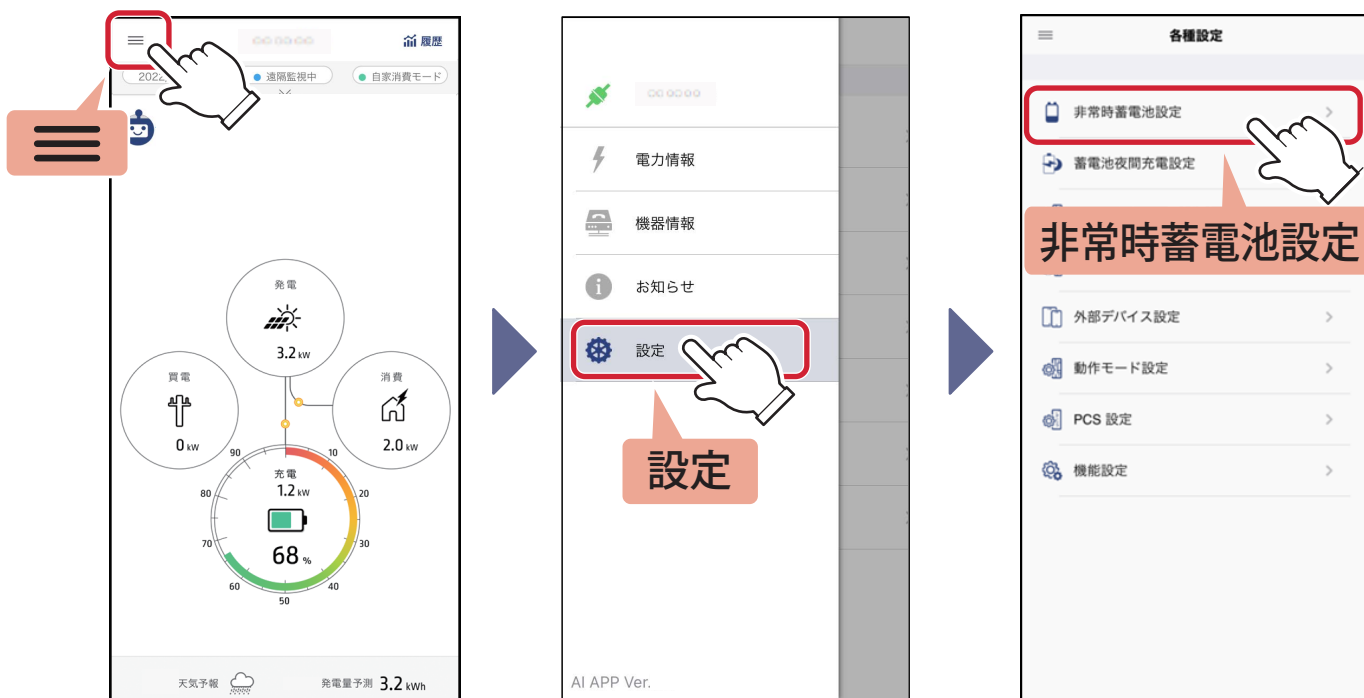 履歴
2022
遠隔監視中
自家消費モード
発電
3.2 kW
買電
0 kW
消費
2.0 kW
充電
1.2 kW
68 %
10
20
30
40
50
60
70
80
90
天気予報
発電量予測 3.2 kWh
電力情報
機器情報
お知らせ
設定
設定
AI APP Ver.
各種設定
非常時蓄電池設定
蓄電池夜間充電設定
非常時蓄電池設定
外部デバイス設定
動作モード設定
PCS 設定
機能設定